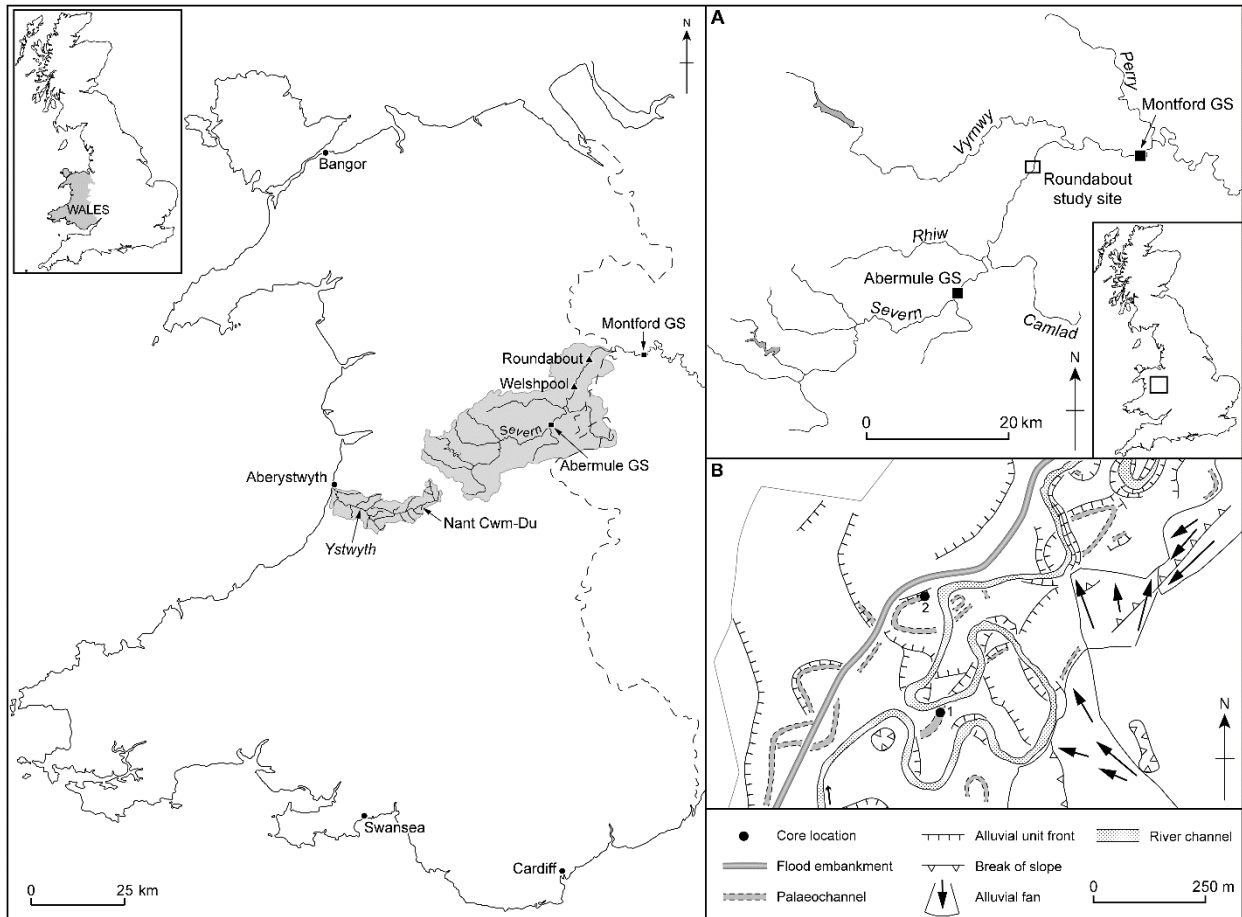 WALES
N
Bangor
Montford GS
Roundabout
Welshpool
Severn
Abermule GS
Aberystwyth
Nant Cwm-Du
Ystwyth
Swansea
Cardiff
0 25 km
A
Perry
Montford GS
Vyrnwy
Roundabout
study site
Rhiw
Abermule GS
Severn
Camlad
N
0 20 km
B
2
1
N
Core location
Alluvial unit front
River channel
Flood embankment
Break of slope
Palaeochannel
Alluvial fan
0 250 m